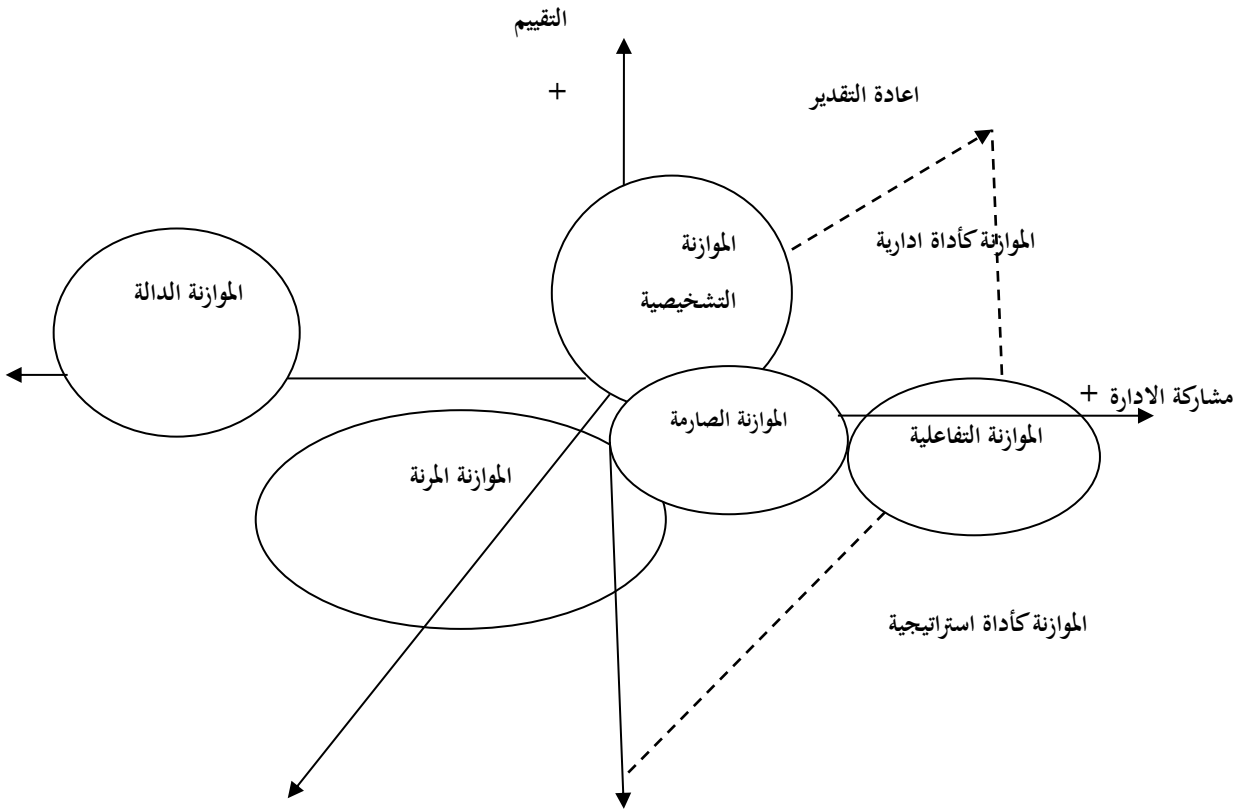 التقييم
+
اعادة التقدير
الموازنة
التشخيصية
الموازنة كأداة ادارية
الموازنة الدالة
مشاركة الادارة +
الموازنة الصارمة
الموازنة التفاعلية
الموازنة المرنة
الموازنة كأداة استراتيجية